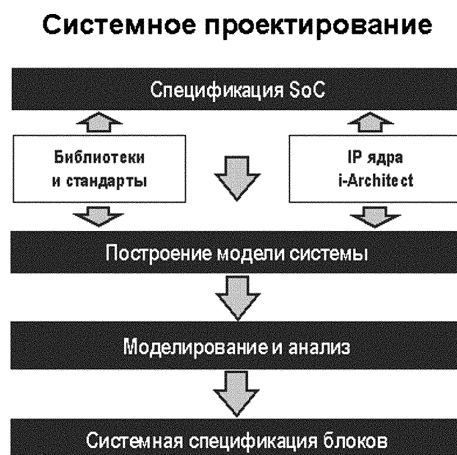 Системное проектирование
Спецификация SoC
Библиотеки
и стандарты
IP ядра
i-Architect
Построение модели системы
Моделирование и анализ
Системная спецификация блоков